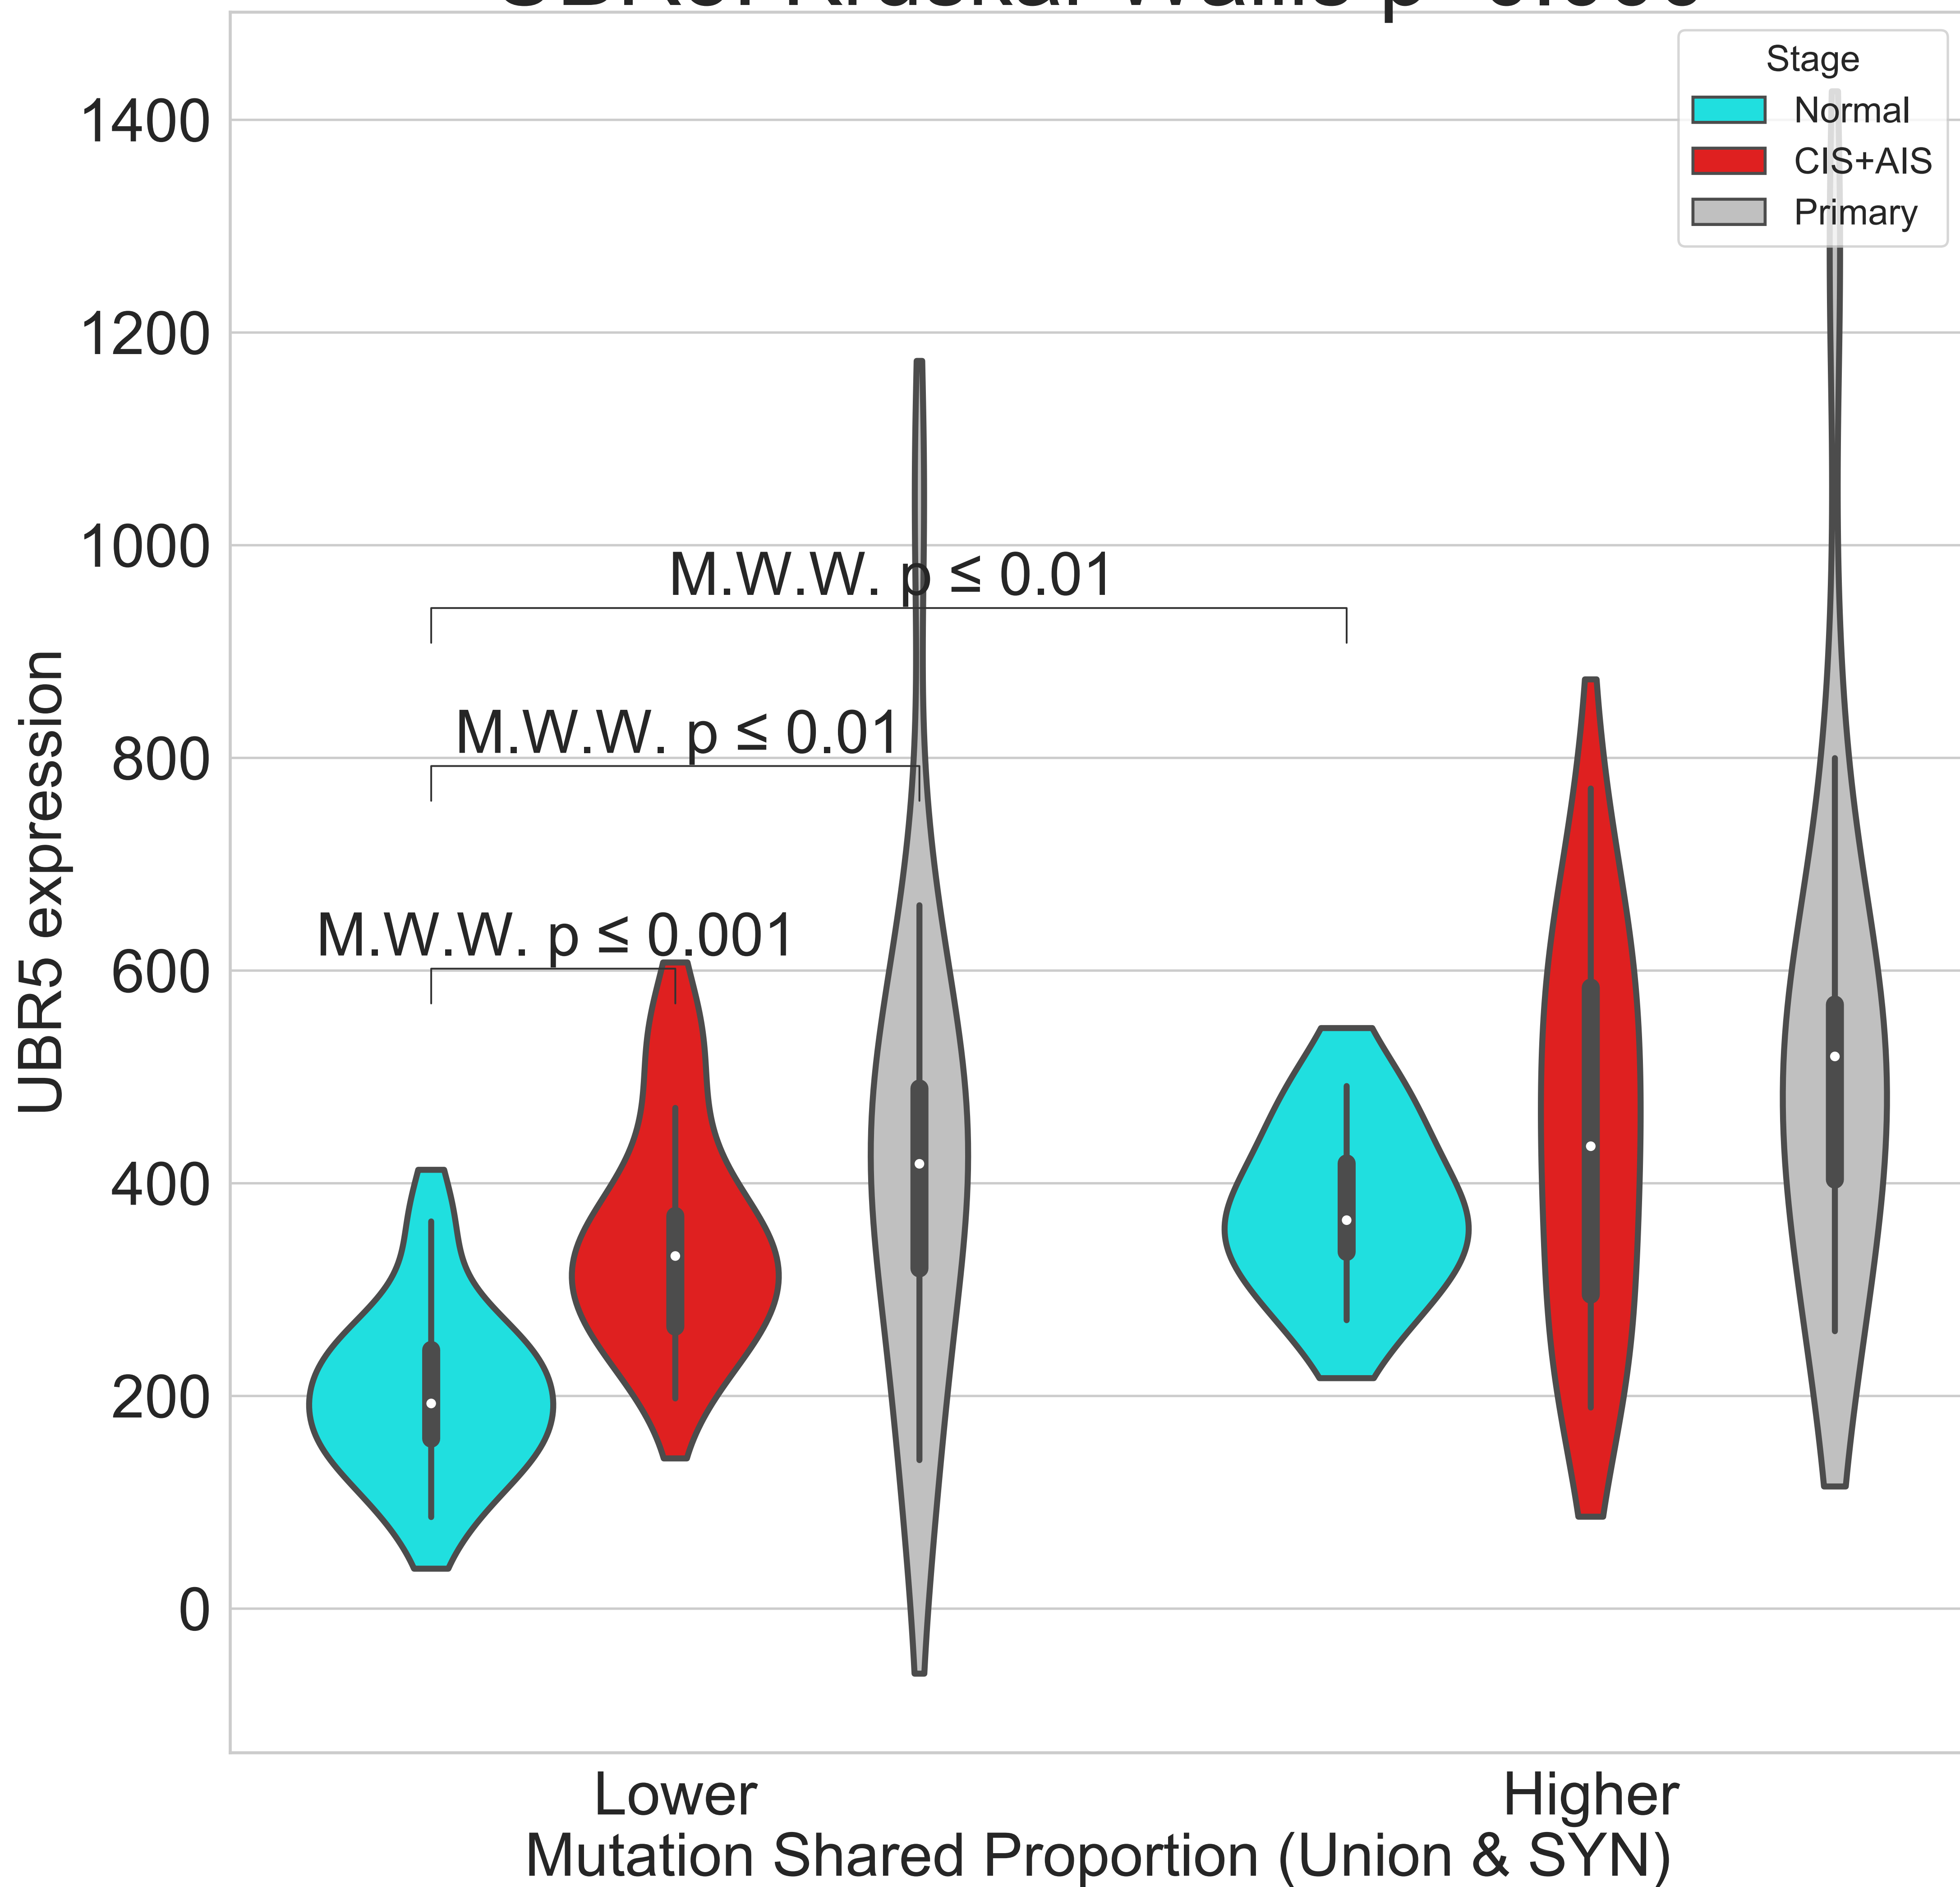 Stage
Normal
CIS+AIS
Primary
1400
1200
1000
800
600
400
200
0
UBR5 expression
M.W.W. p ≤ 0.01
M.W.W. p ≤ 0.01
M.W.W. p ≤ 0.001
Lower
Higher
Mutation Shared Proportion (Union & SYN)